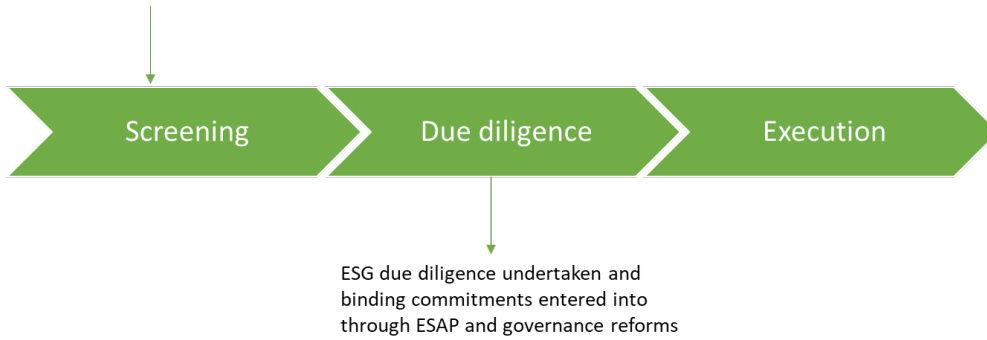 Screening
Due diligence
Execution
ESG due diligence undertaken and
binding commitments entered into
through ESAP and governance reforms